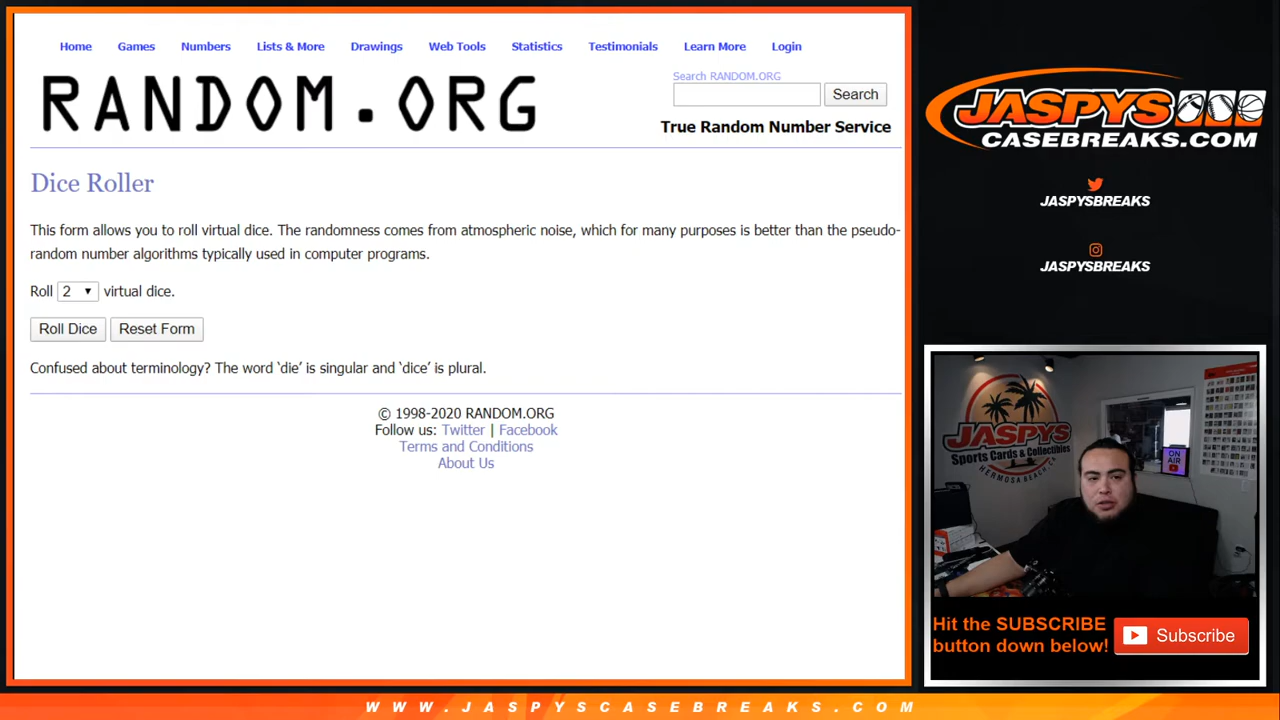 Home Games Numbers Lists & More Drawings Web Tools Statistics Testimonials Learn More Login
RANDOM.ORG
Search RANDOM.ORG
Search
True Random Number Service
Dice Roller
This form allows you to roll virtual dice. The randomness comes from atmospheric noise, which for many purposes is better than the pseudo-
random number algorithms typically used in computer programs.
Roll 2 virtual dice.
Roll Dice Reset Form
Confused about terminology? The word ‘die’ is singular and ‘dice’ is plural.
© 1998-2020 RANDOM.ORG
Follow us: Twitter | Facebook
Terms and Conditions
About Us
JASPYS
CASEBREAKS.COM
JASPYSBREAKS
JASPYSBREAKS
JASPYS
Sports Cards & Collectibles
HERMOSA BEACH, CA
ON
AIR
Hit the SUBSCRIBE
button down below!
Subscribe
WWW.JASPYSCASEBREAKS.COM